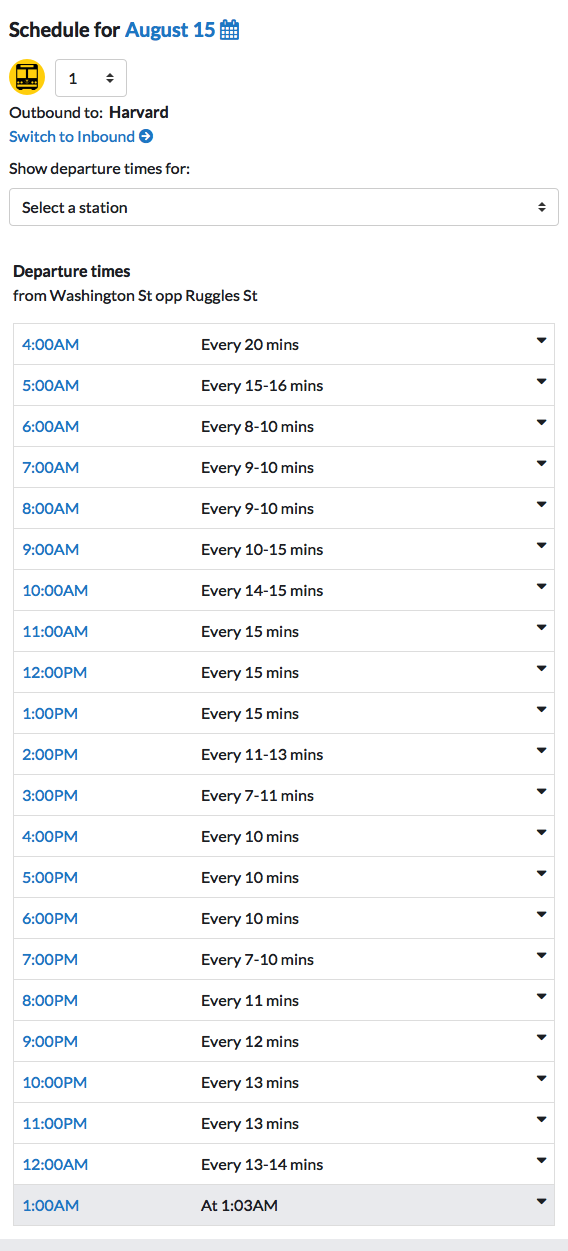 Schedule for August 15
1
Outbound to: Harvard
Switch to Inbound
Show departure times for:
Select a station
Departure times
from Washington St opp Ruggles St
4:00AM Every 20 mins
5:00AM Every 15-16 mins
6:00AM Every 8-10 mins
7:00AM Every 9-10 mins
8:00AM Every 9-10 mins
9:00AM Every 10-15 mins
10:00AM Every 14-15 mins
11:00AM Every 15 mins
12:00PM Every 15 mins
1:00PM Every 15 mins
2:00PM Every 11-13 mins
3:00PM Every 7-11 mins
4:00PM Every 10 mins
5:00PM Every 10 mins
6:00PM Every 10 mins
7:00PM Every 7-10 mins
8:00PM Every 11 mins
9:00PM Every 12 mins
10:00PM Every 13 mins
11:00PM Every 13 mins
12:00AM Every 13-14 mins
1:00AM At 1:03AM